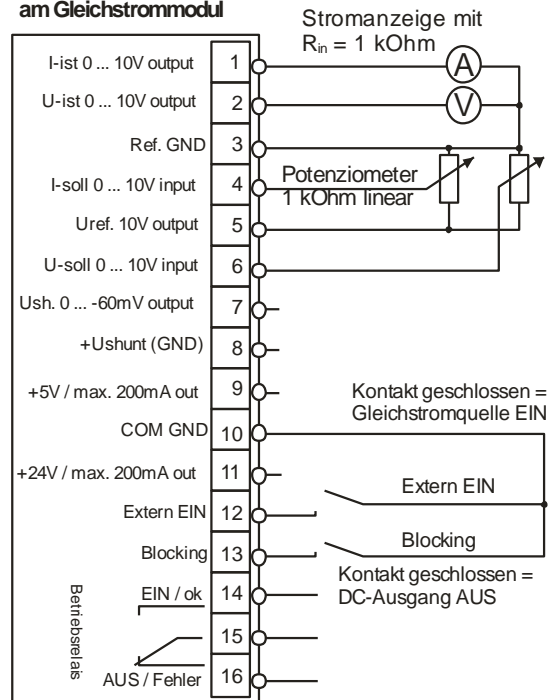 am Gleichstrommodul
Stromanzeige mit
Rin = 1 kOhm
I-ist 0 ... 10V output
1
A
U-ist 0 ... 10V output
2
V
Ref. GND
3
I-soll 0 ... 10V input
4
Potenziometer
1 kOhm linear
Uref. 10V output
5
U-soll 0 ... 10V input
6
Ush. 0 ... -60mV output
7
+Ushunt (GND)
8
+5V / max. 200mA out
9
Kontakt geschlossen =
Gleichstromquelle EIN
COM GND
10
+24V / max. 200mA out
11
Extern EIN
Extern EIN
12
Blocking
Blocking
13
Kontakt geschlossen =
DC-Ausgang AUS
Betriebsrelais
EIN / ok
14
15
AUS / Fehler
16